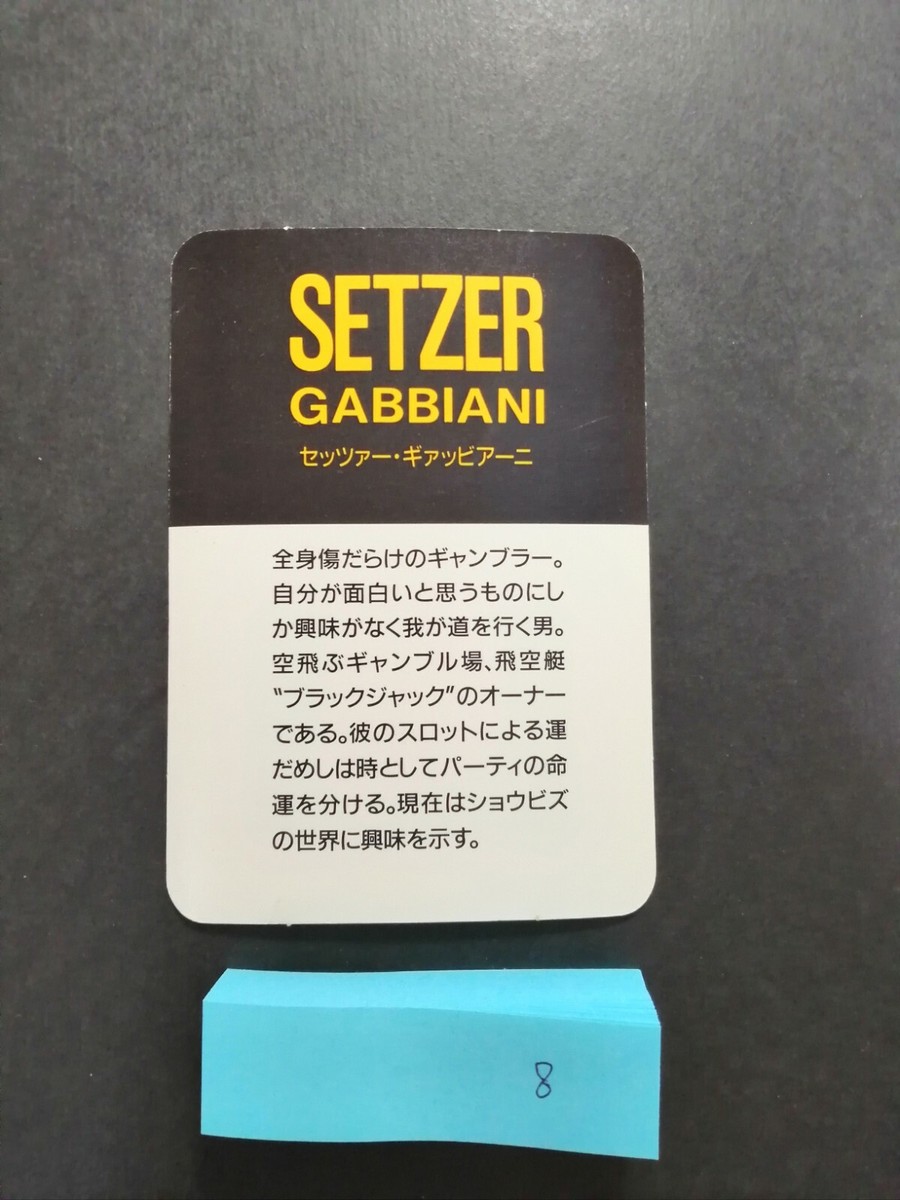 SETZER
GABBIANI
セッツァー・ギァッビアーニ
全身傷だらけのギャンブラー。
自分が面白いと思うものにし
か興味がなく我が道を行く男。
空飛ぶギャンブル場、飛空艇
“ブラックジャック”のオーナー
である。彼のスロットによる運
だめしは時としてパーティの命
運を分ける。現在はショウビズ
の世界に興味を示す。
8